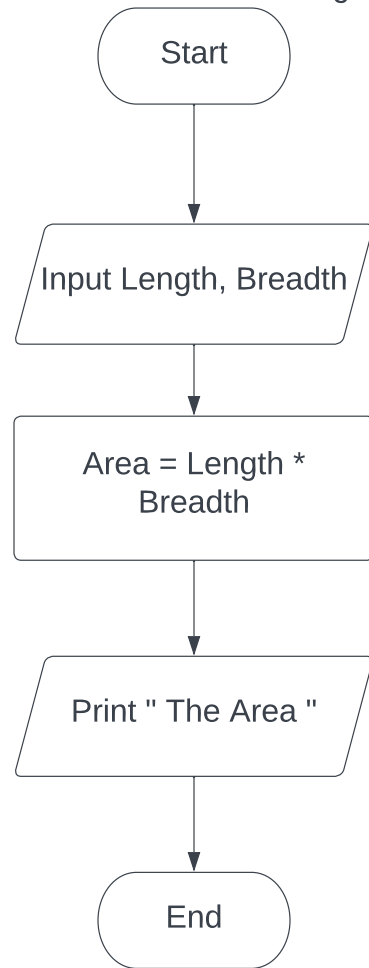 Start
Input Length, Breadth
Area = Length *
Breadth
Print " The Area "
End